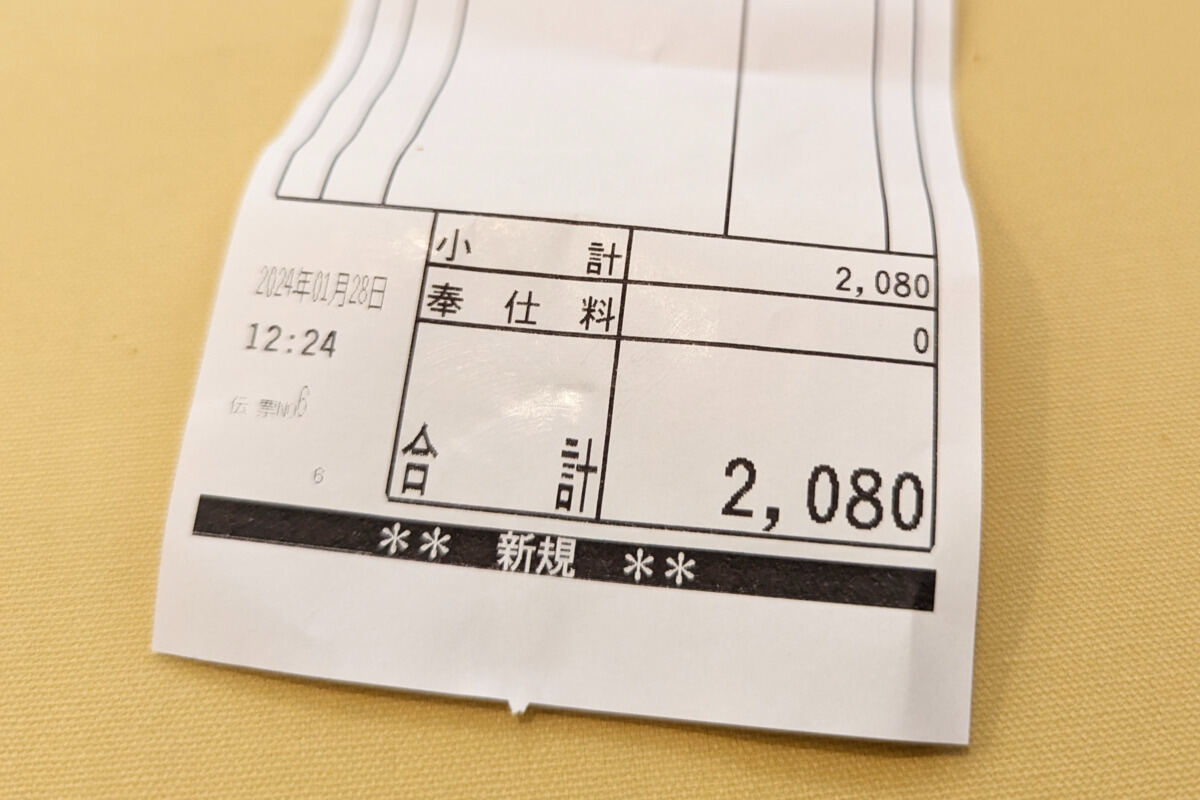 小計 2,080
奉仕料 0
合計 2,080
2024年01月28日
12:24
伝票No6
6
** 新規 **